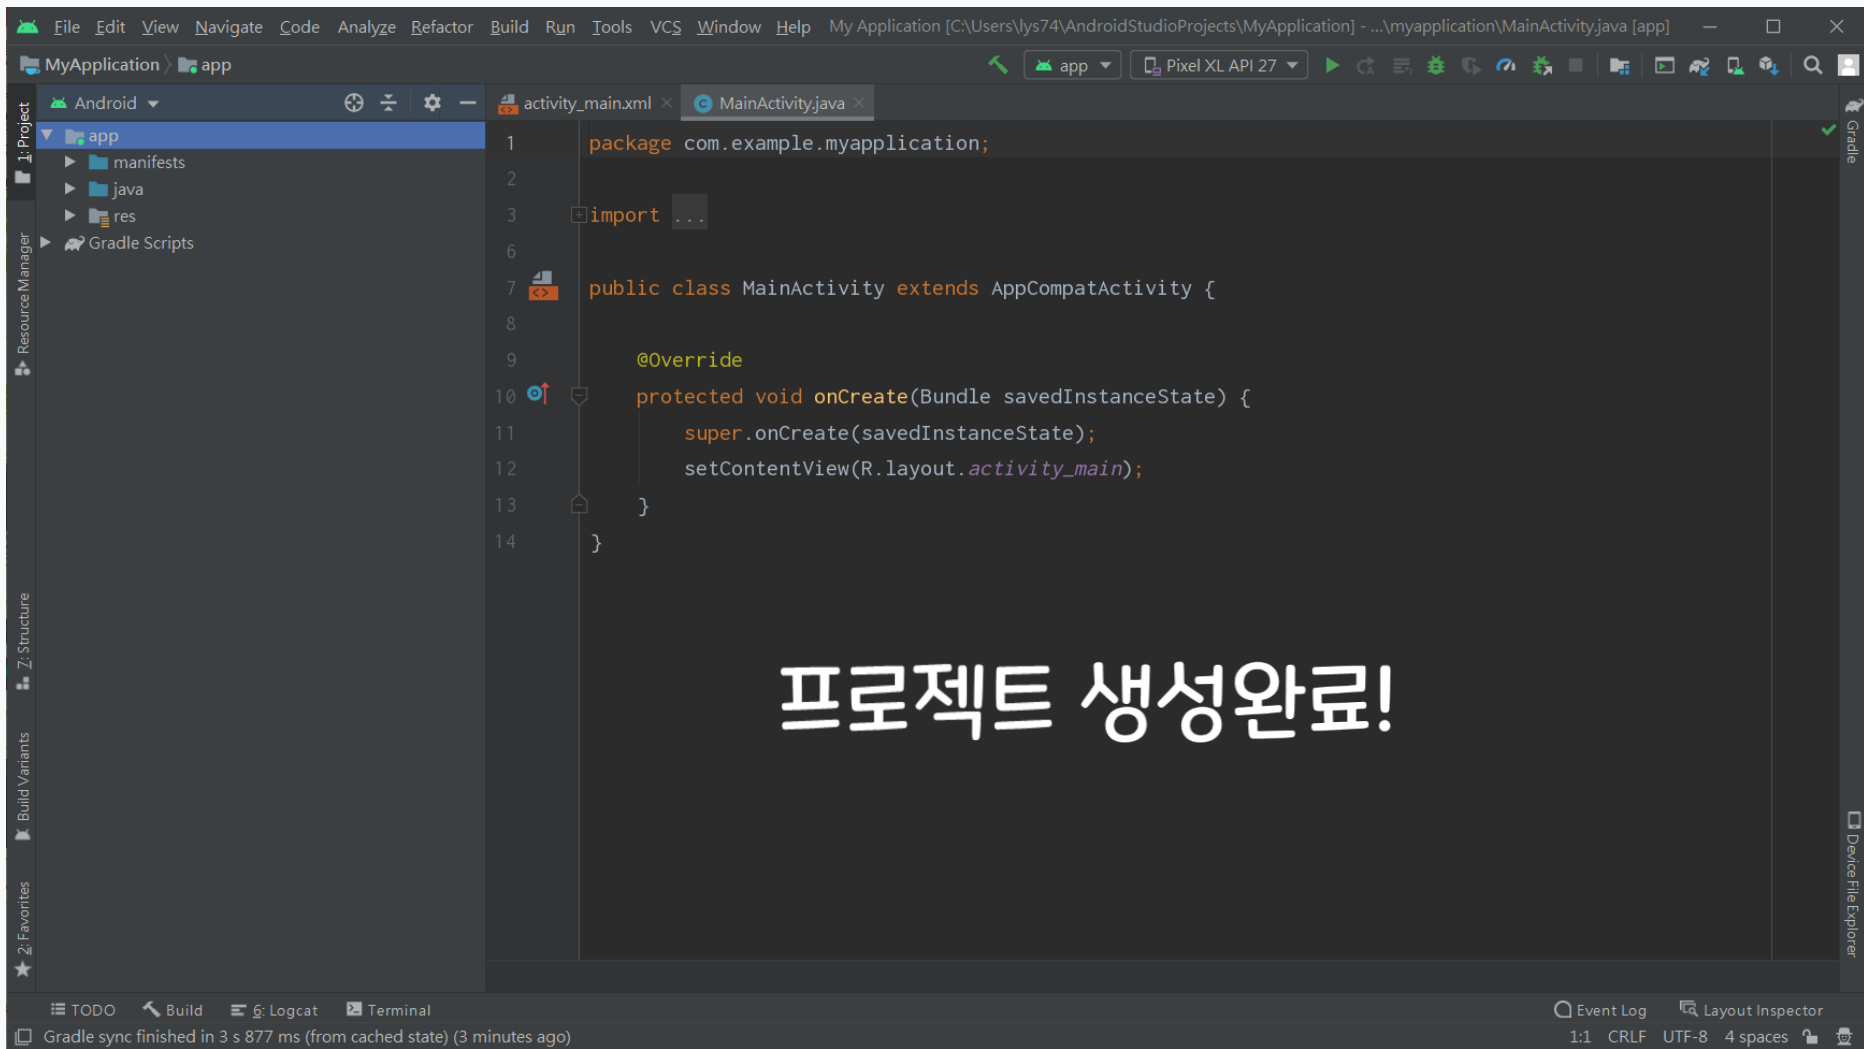 File Edit View Navigate Code Analyze Refactor Build Run Tools VCS Window Help My Application [C:\Users\lys74\AndroidStudioProjects\MyApplication] - ...\myapplication\MainActivity.java [app]
MyApplication app
app Pixel XL API 27
Android
activity_main.xml MainActivity.java
1: Project
Resource Manager
7: Structure
Build Variants
2: Favorites
app
manifests
java
res
Gradle Scripts
1 package com.example.myapplication;
2
3 import ...
6
7 public class MainActivity extends AppCompatActivity {
8
9 @Override
10 protected void onCreate(Bundle savedInstanceState) {
11 super.onCreate(savedInstanceState);
12 setContentView(R.layout.activity_main);
13 }
14 }
프로젝트 생성완료!
Gradle
Device File Explorer
TODO Build 6: Logcat Terminal Event Log Layout Inspector
Gradle sync finished in 3 s 877 ms (from cached state) (3 minutes ago) 1:1 CRLF UTF-8 4 spaces